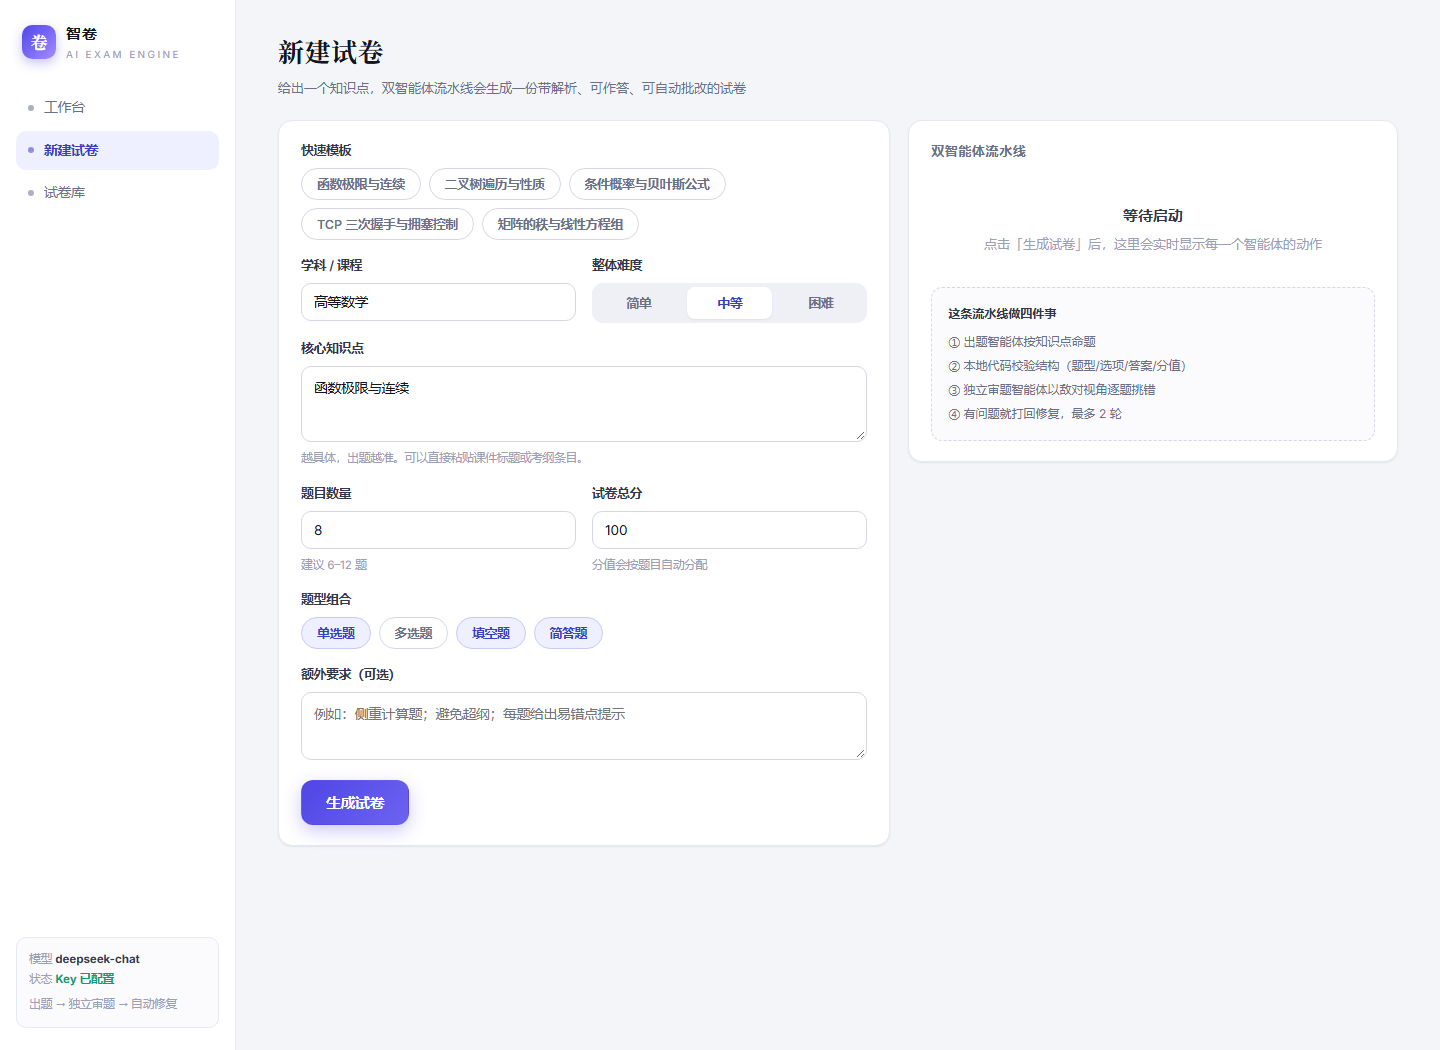 卷
智卷
AI EXAM ENGINE
工作台
新建试卷
试卷库
模型 deepseek-chat
状态 Key 已配置
出题 → 独立审题 → 自动修复
新建试卷
给出一个知识点，双智能体流水线会生成一份带解析、可作答、可自动批改的试卷
快速模板
函数极限与连续
二叉树遍历与性质
条件概率与贝叶斯公式
TCP 三次握手与拥塞控制
矩阵的秩与线性方程组
学科 / 课程
高等数学
整体难度
简单
中等
困难
核心知识点
函数极限与连续
越具体，出题越准。可以直接粘贴课件标题或考纲条目。
题目数量
8
建议 6–12 题
试卷总分
100
分值会按题目自动分配
题型组合
单选题
多选题
填空题
简答题
额外要求（可选）
例如：侧重计算题；避免超纲；每题给出易错点提示
生成试卷
双智能体流水线
等待启动
点击「生成试卷」后，这里会实时显示每一个智能体的动作
这条流水线做四件事
① 出题智能体按知识点命题
② 本地代码校验结构（题型/选项/答案/分值）
③ 独立审题智能体以敌对视角逐题挑错
④ 有问题就打回修复，最多 2 轮